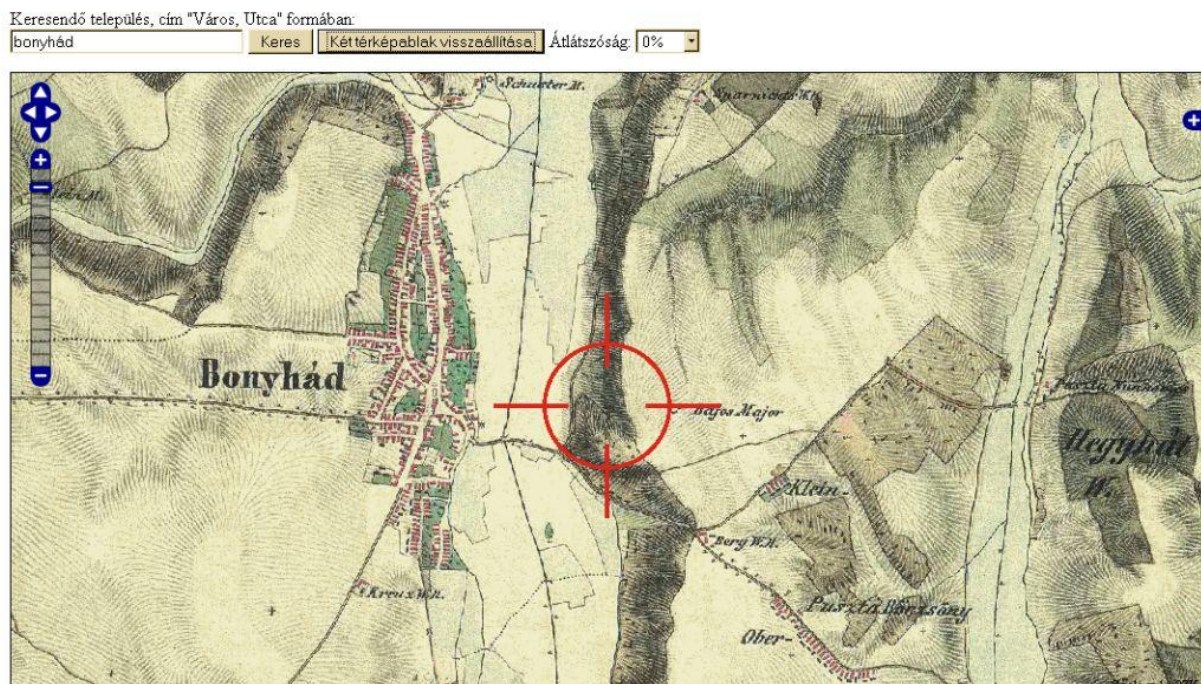 Keresendő település, cím "Város, Utca" formában:
bonyhád Keres Két térképablak visszaállítása Átlátszóság: 0%
Schuster M.
Bonyhád
Bajos Major
Hegyhát
W.
Klein-
Berg W.H.
Kreux W.H.
Puszta Börzsöny
Ober-